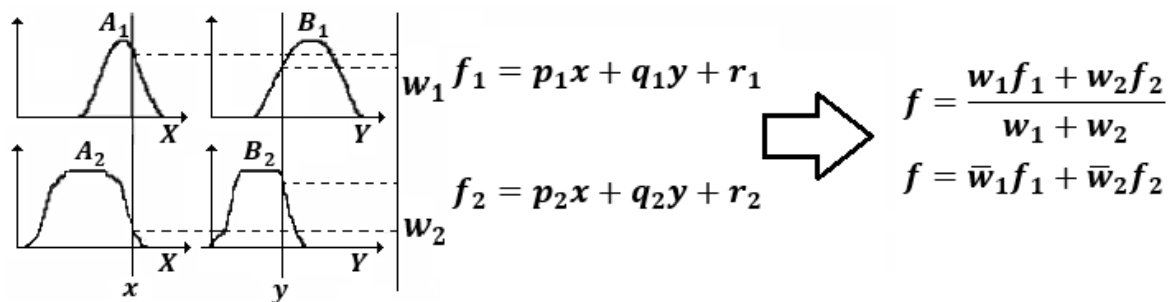 A₁ B₁
w₁ f₁ = p₁x + q₁y + r₁
X Y
A₂ B₂
w₂ f₂ = p₂x + q₂y + r₂
X Y
x y
f = (w₁f₁ + w₂f₂) / (w₁ + w₂)
f = w̅₁f₁ + w̅₂f₂